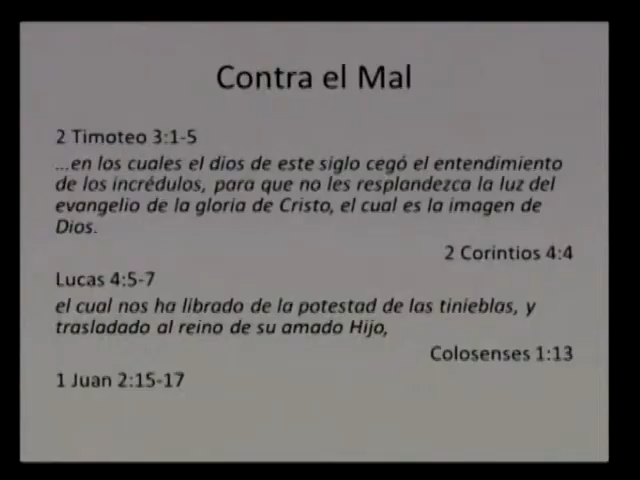 Contra el Mal
2 Timoteo 3:1-5
...en los cuales el dios de este siglo cegó el entendimiento
de los incrédulos, para que no les resplandezca la luz del
evangelio de la gloria de Cristo, el cual es la imagen de
Dios.
2 Corintios 4:4
Lucas 4:5-7
el cual nos ha librado de la potestad de las tinieblas, y
trasladado al reino de su amado Hijo,
Colosenses 1:13
1 Juan 2:15-17